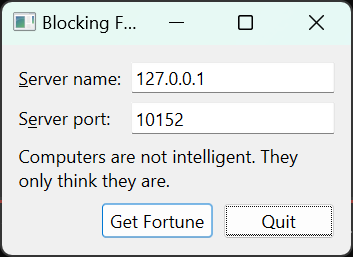 Blocking F...
Server name: 127.0.0.1
Server port: 10152
Computers are not intelligent. They
only think they are.
Get Fortune Quit